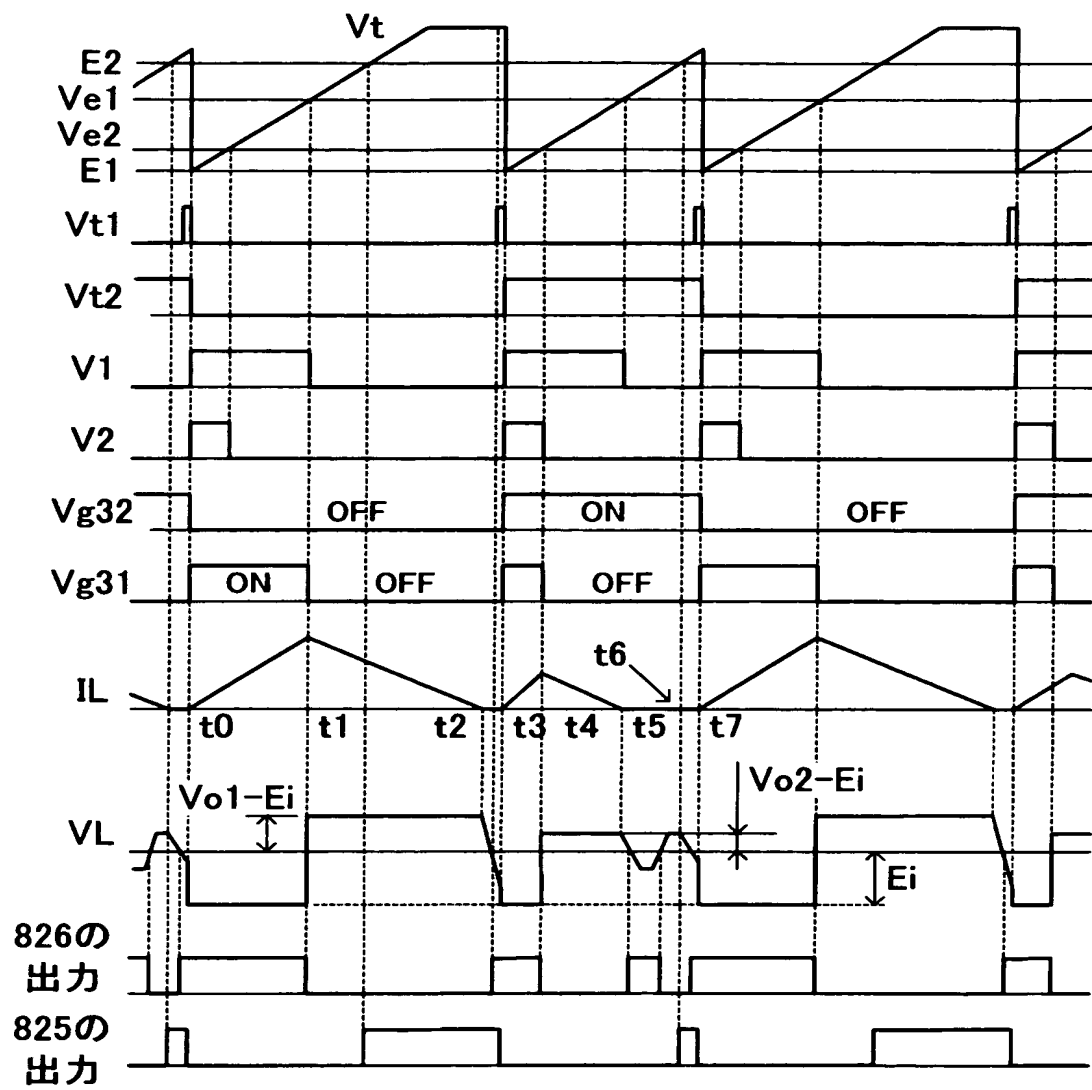 Vt
E2
Ve1
Ve2
E1
Vt1
Vt2
V1
V2
Vg32 OFF ON OFF
Vg31 ON OFF OFF
t6
IL
t0 t1 t2 t3 t4 t5 t7
Vo1-Ei Vo2-Ei
VL
Ei
826の
出力
825の
出力